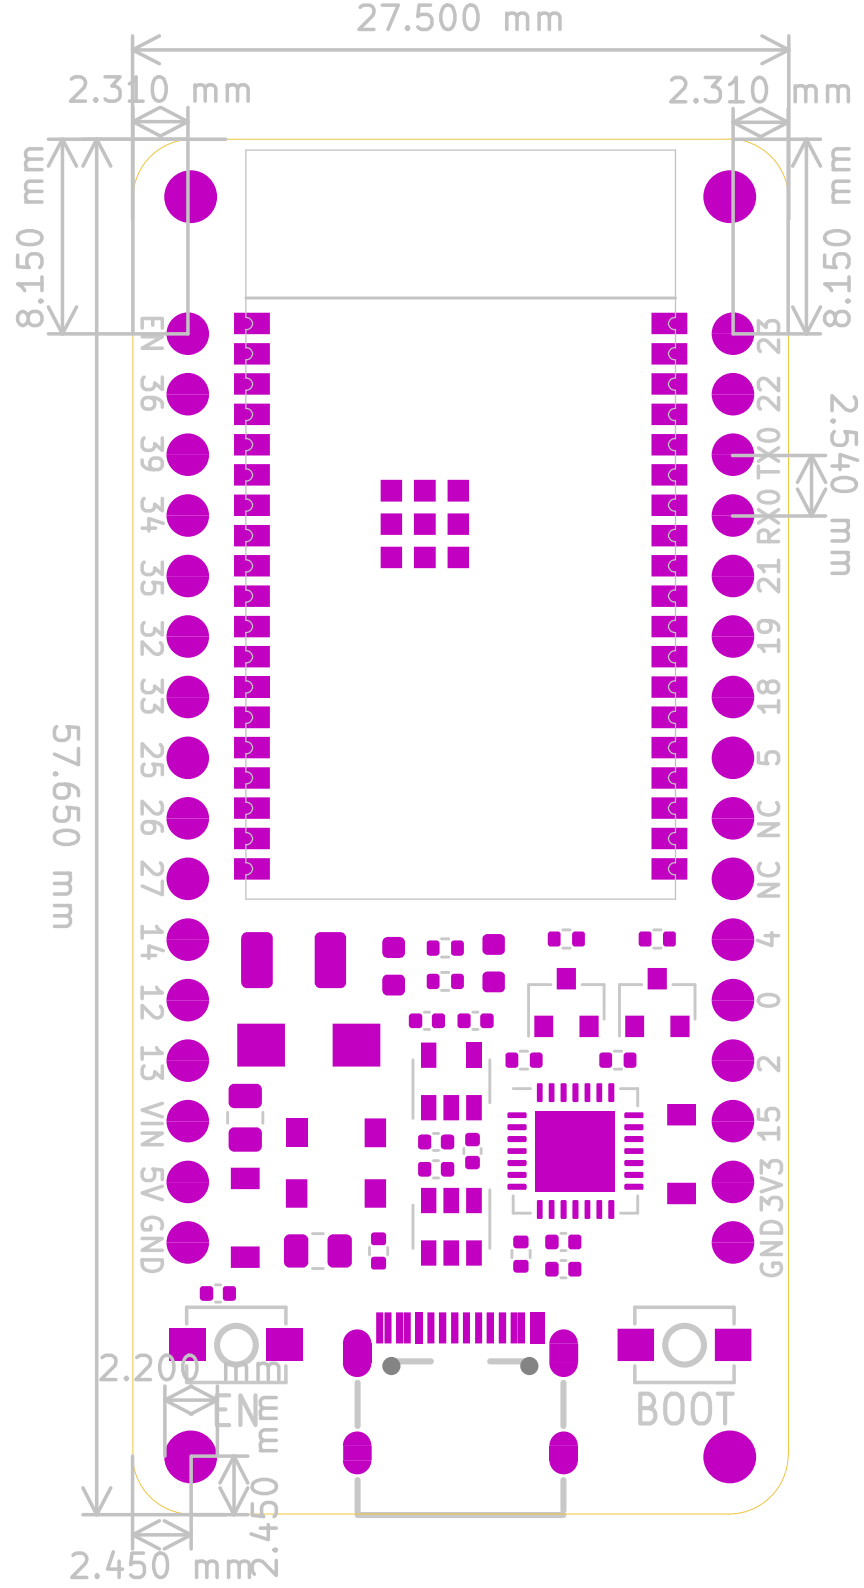 27.500 mm
2.310 mm
2.310 mm
8.150 mm
8.150 mm
EN
23
36
22
39
TX0
2.540 mm
34
RX0
35
21
32
19
33
18
25
5
57.650 mm
26
NC
27
NC
14
4
12
0
13
2
VIN
15
5V
3V3
GND
GND
2.200 mm
EN
BOOT
2.450 mm
2.450 mm